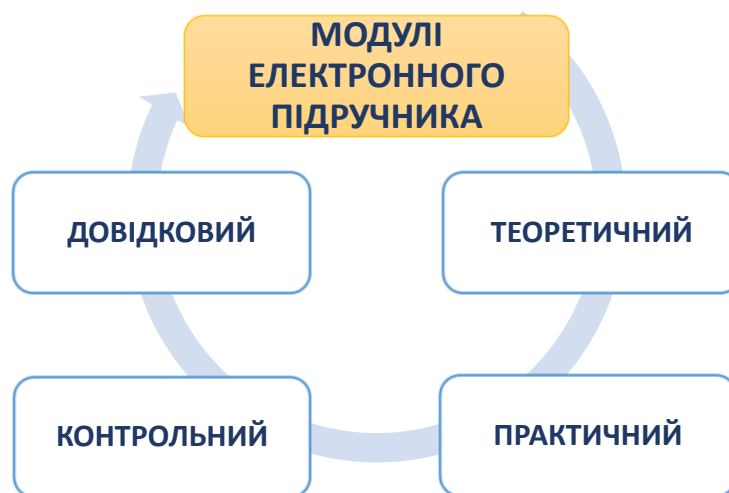 МОДУЛІ
ЕЛЕКТРОННОГО
ПІДРУЧНИКА
ДОВІДКОВИЙ
ТЕОРЕТИЧНИЙ
КОНТРОЛЬНИЙ
ПРАКТИЧНИЙ